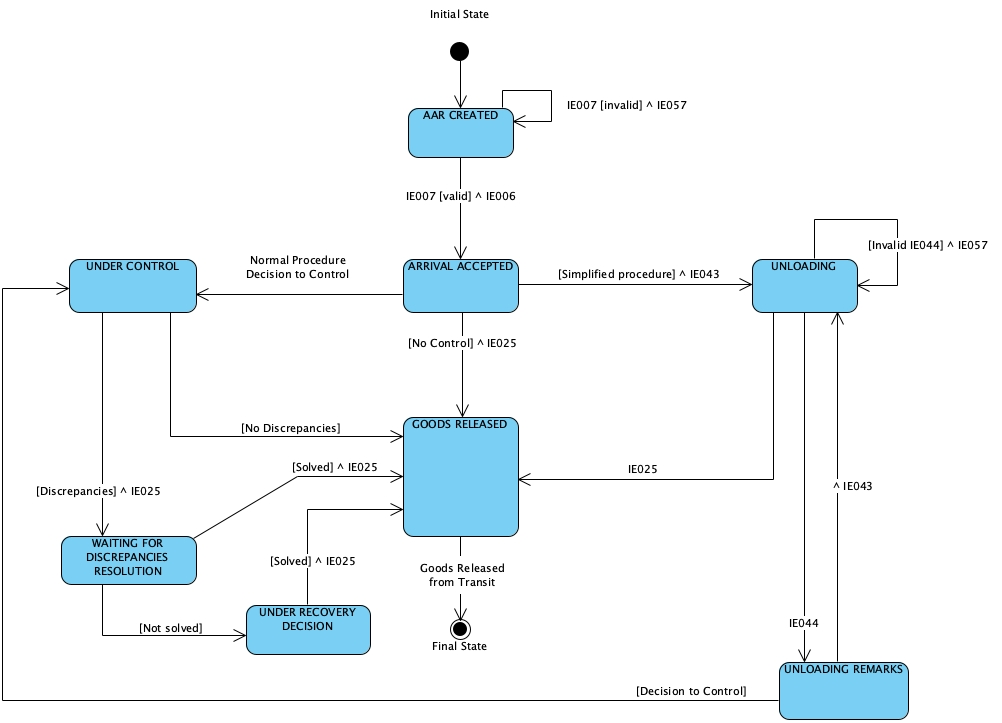 Initial State
AAR CREATED
IE007 [invalid] ^ IE057
IE007 [valid] ^ IE006
UNDER CONTROL
Normal Procedure
Decision to Control
ARRIVAL ACCEPTED
[Simplified procedure] ^ IE043
UNLOADING
[Invalid IE044] ^ IE057
[No Control] ^ IE025
GOODS RELEASED
[No Discrepancies]
[Solved] ^ IE025
IE025
[Discrepancies] ^ IE025
^ IE043
WAITING FOR
DISCREPANCIES
RESOLUTION
[Solved] ^ IE025
Goods Released
from Transit
UNDER RECOVERY
DECISION
[Not solved]
IE044
Final State
UNLOADING REMARKS
[Decision to Control]